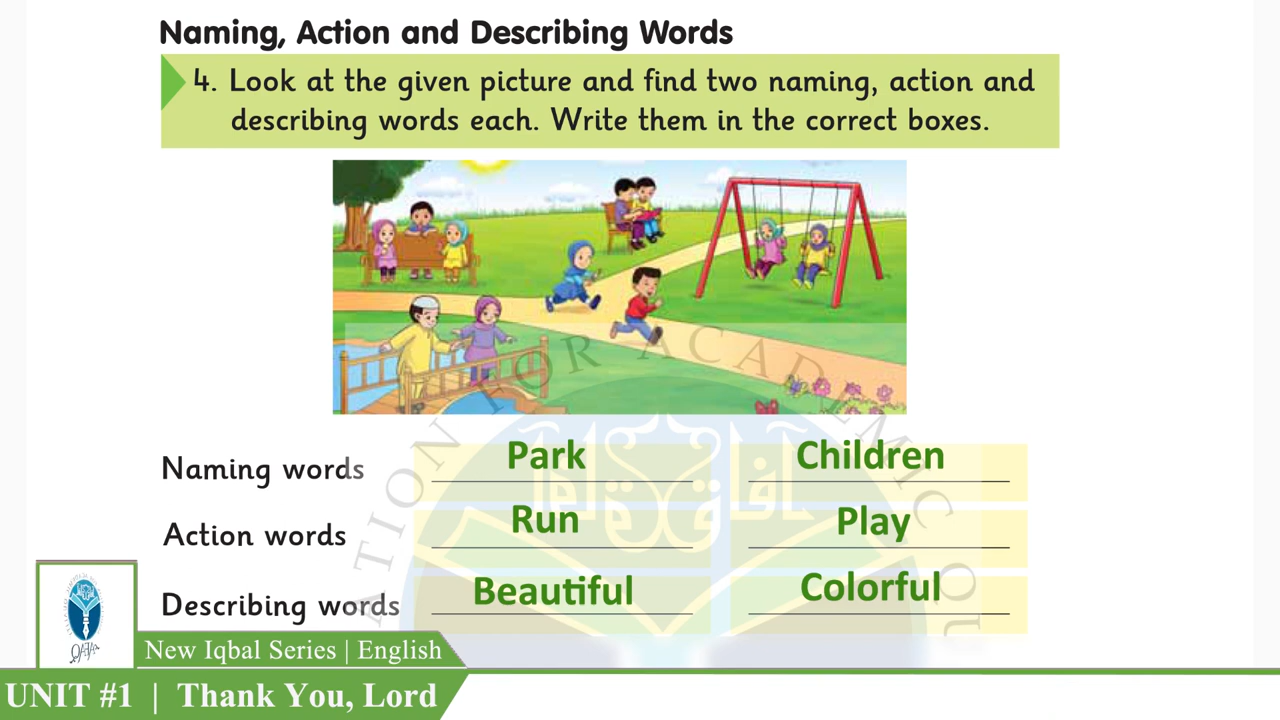 Naming, Action and Describing Words
4. Look at the given picture and find two naming, action and
describing words each. Write them in the correct boxes.
Naming words Park Children
Action words Run Play
Describing words Beautiful Colorful
New Iqbal Series | English
UNIT #1 | Thank You, Lord